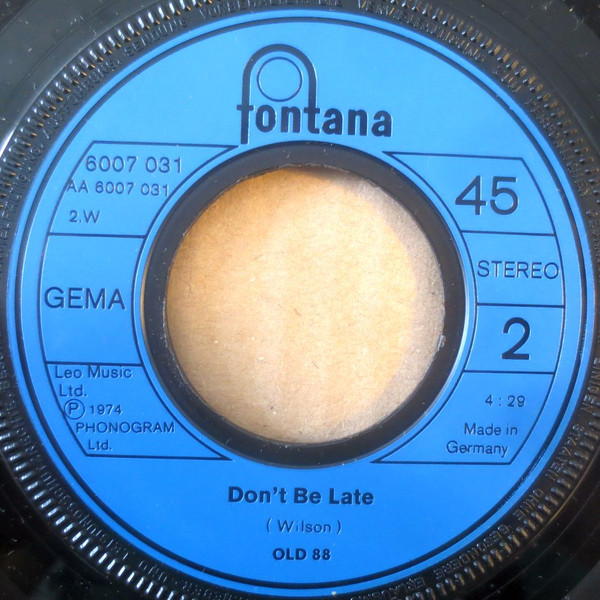 fontana
6007 031
AA 6007 031
2.W
GEMA
Leo Music
Ltd.
Ⓟ 1974
PHONOGRAM
Ltd.
45
STEREO
2
4:29
Made in
Germany
Don't Be Late
(Wilson)
OLD 88